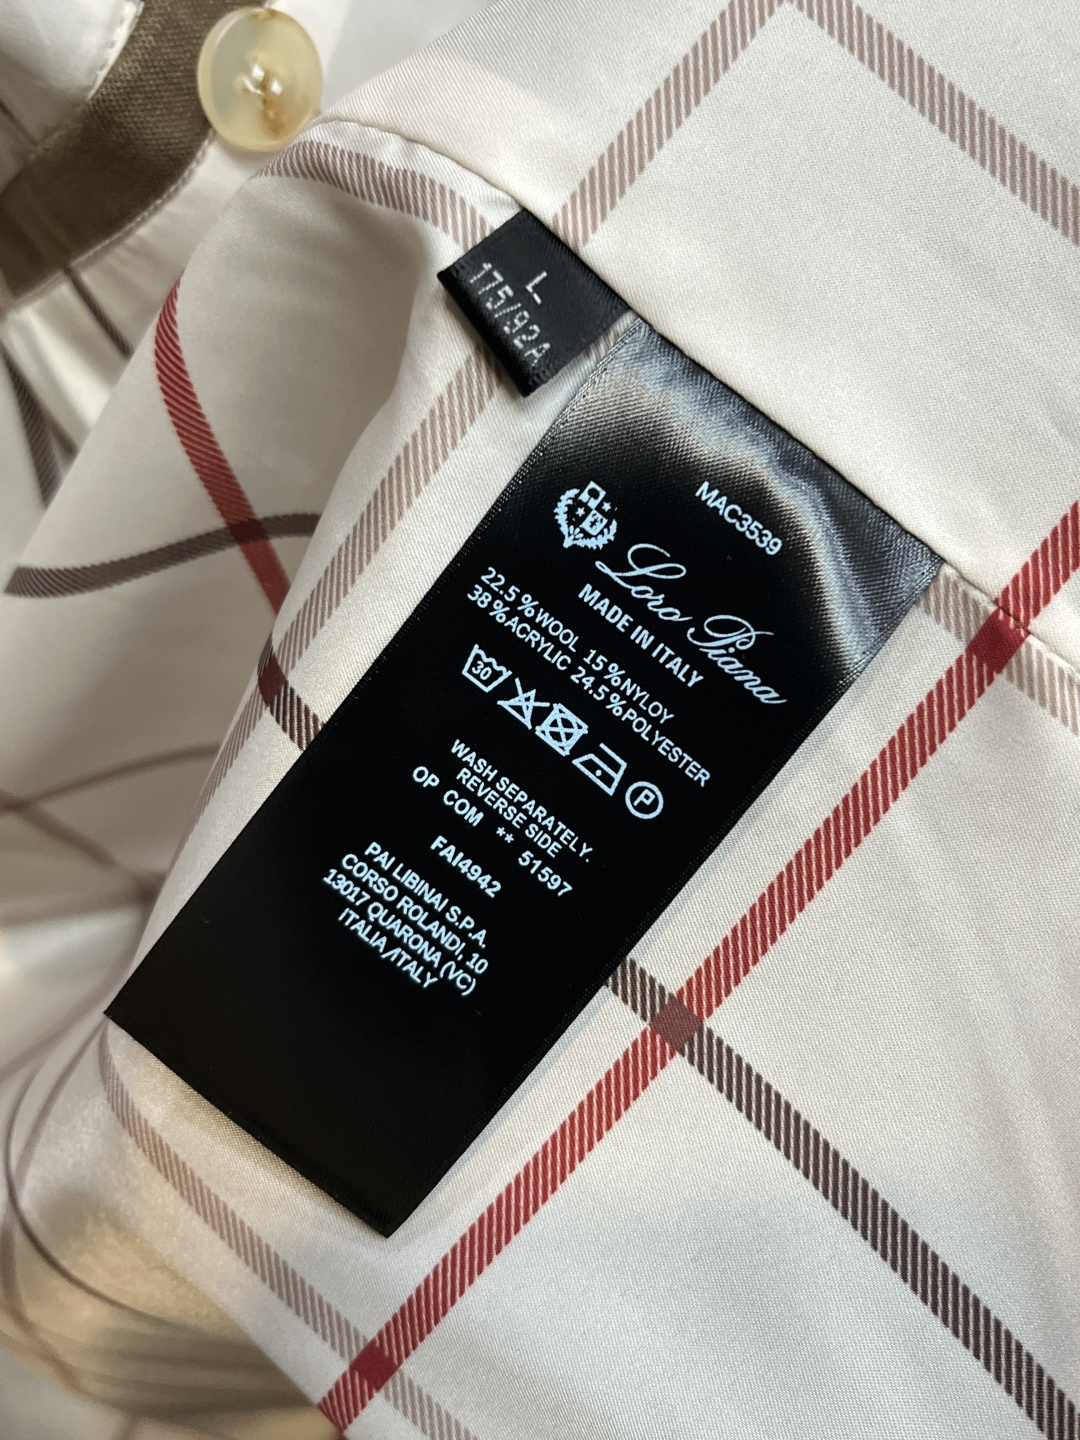 L
175/92A
MAC3539
Loro Piana
MADE IN ITALY
22.5%WOOL 15%NYLOY
38%ACRYLIC 24.5%POLYESTER
30
P
WASH SEPARATELY.
REVERSE SIDE
OP COM ** 51597
FAI4942
PAI LIBINAI S.P.A.
CORSO ROLANDI, 10
13017 QUARONA (VC)
ITALIA /ITALY